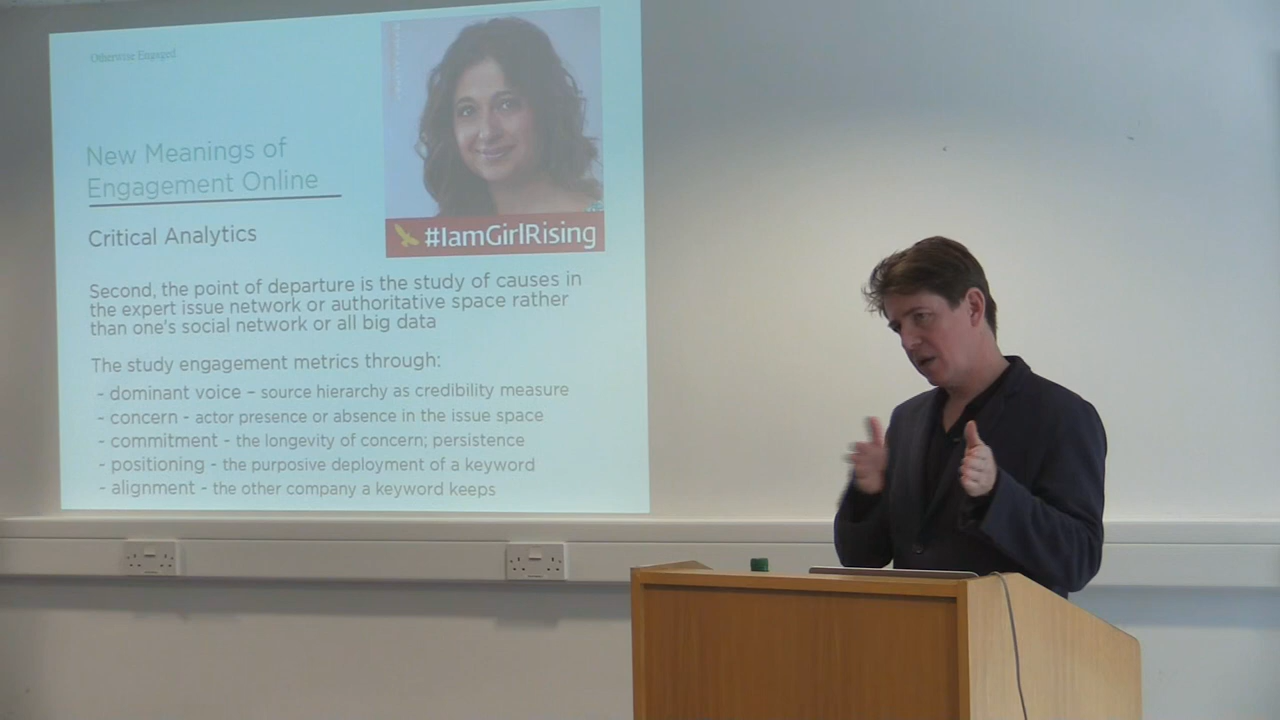 Otherwise Engaged
New Meanings of
Engagement Online
#IamGirlRising
Critical Analytics
Second, the point of departure is the study of causes in
the expert issue network or authoritative space rather
than one's social network or all big data
The study engagement metrics through:
- dominant voice – source hierarchy as credibility measure
- concern - actor presence or absence in the issue space
- commitment - the longevity of concern; persistence
- positioning - the purposive deployment of a keyword
- alignment - the other company a keyword keeps